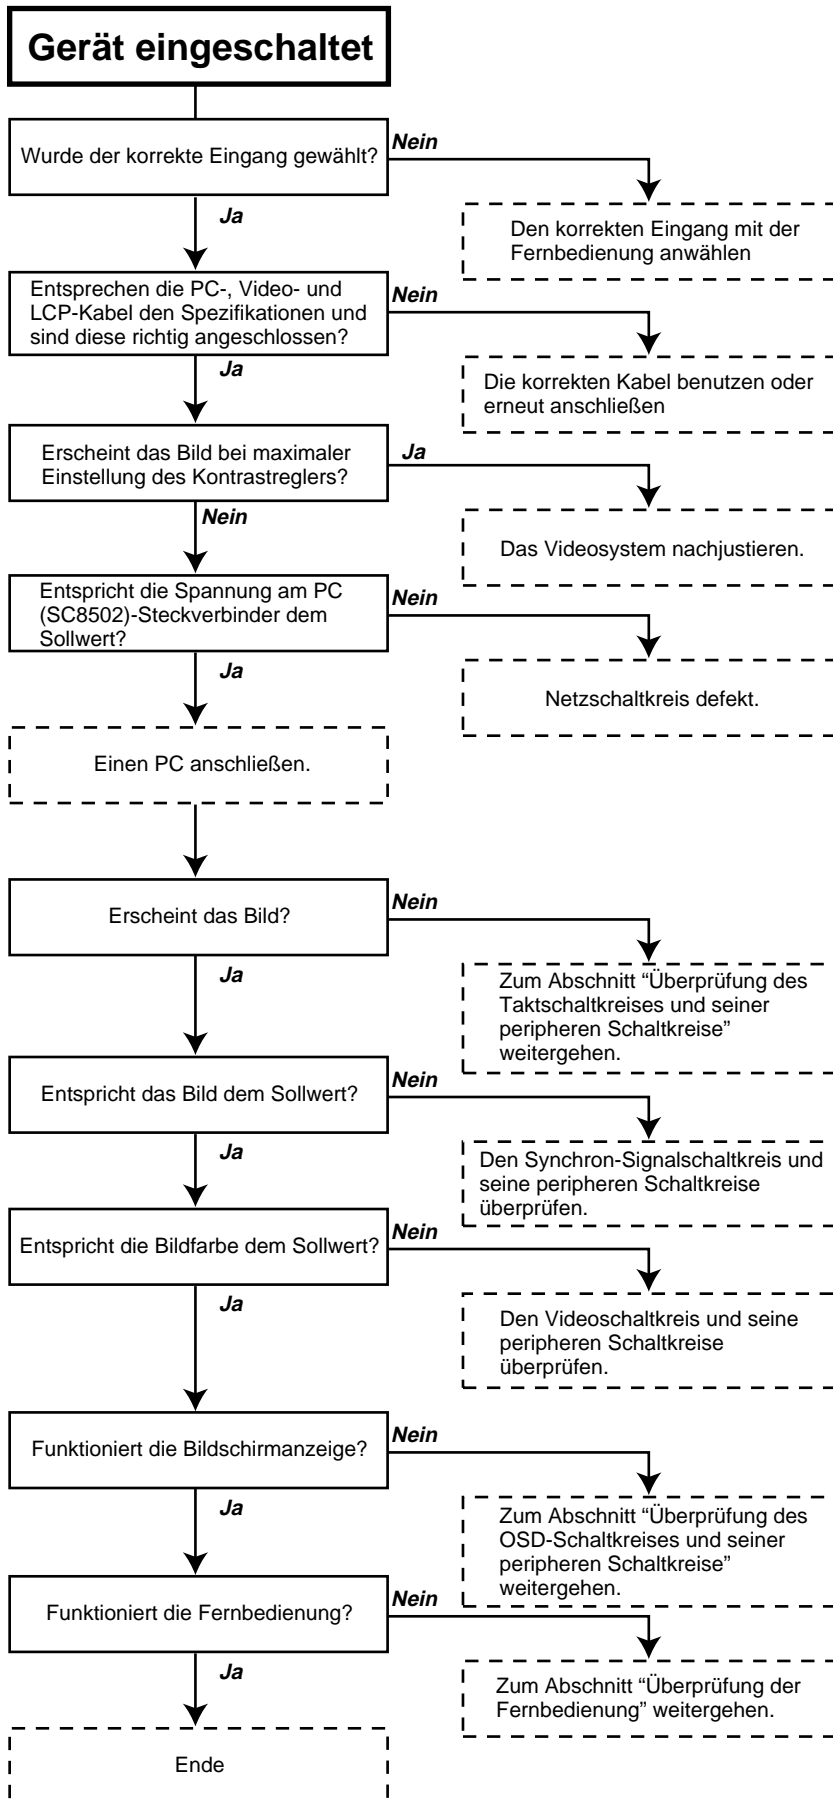 Gerät eingeschaltet
Wurde der korrekte Eingang gewählt?
Nein
Ja
Den korrekten Eingang mit der
Fernbedienung anwählen
Entsprechen die PC-, Video- und
LCP-Kabel den Spezifikationen und
sind diese richtig angeschlossen?
Nein
Ja
Die korrekten Kabel benutzen oder
erneut anschließen
Erscheint das Bild bei maximaler
Einstellung des Kontrastreglers?
Ja
Nein
Das Videosystem nachjustieren.
Entspricht die Spannung am PC
(SC8502)-Steckverbinder dem
Sollwert?
Nein
Ja
Netzschaltkreis defekt.
Einen PC anschließen.
Erscheint das Bild?
Nein
Ja
Zum Abschnitt “Überprüfung des
Taktschaltkreises und seiner
peripheren Schaltkreise”
weitergehen.
Entspricht das Bild dem Sollwert?
Nein
Ja
Den Synchron-Signalschaltkreis und
seine peripheren Schaltkreise
überprüfen.
Entspricht die Bildfarbe dem Sollwert?
Nein
Ja
Den Videoschaltkreis und seine
peripheren Schaltkreise
überprüfen.
Funktioniert die Bildschirmanzeige?
Nein
Ja
Zum Abschnitt “Überprüfung des
OSD-Schaltkreises und seiner
peripheren Schaltkreise”
weitergehen.
Funktioniert die Fernbedienung?
Nein
Ja
Zum Abschnitt “Überprüfung der
Fernbedienung” weitergehen.
Ende